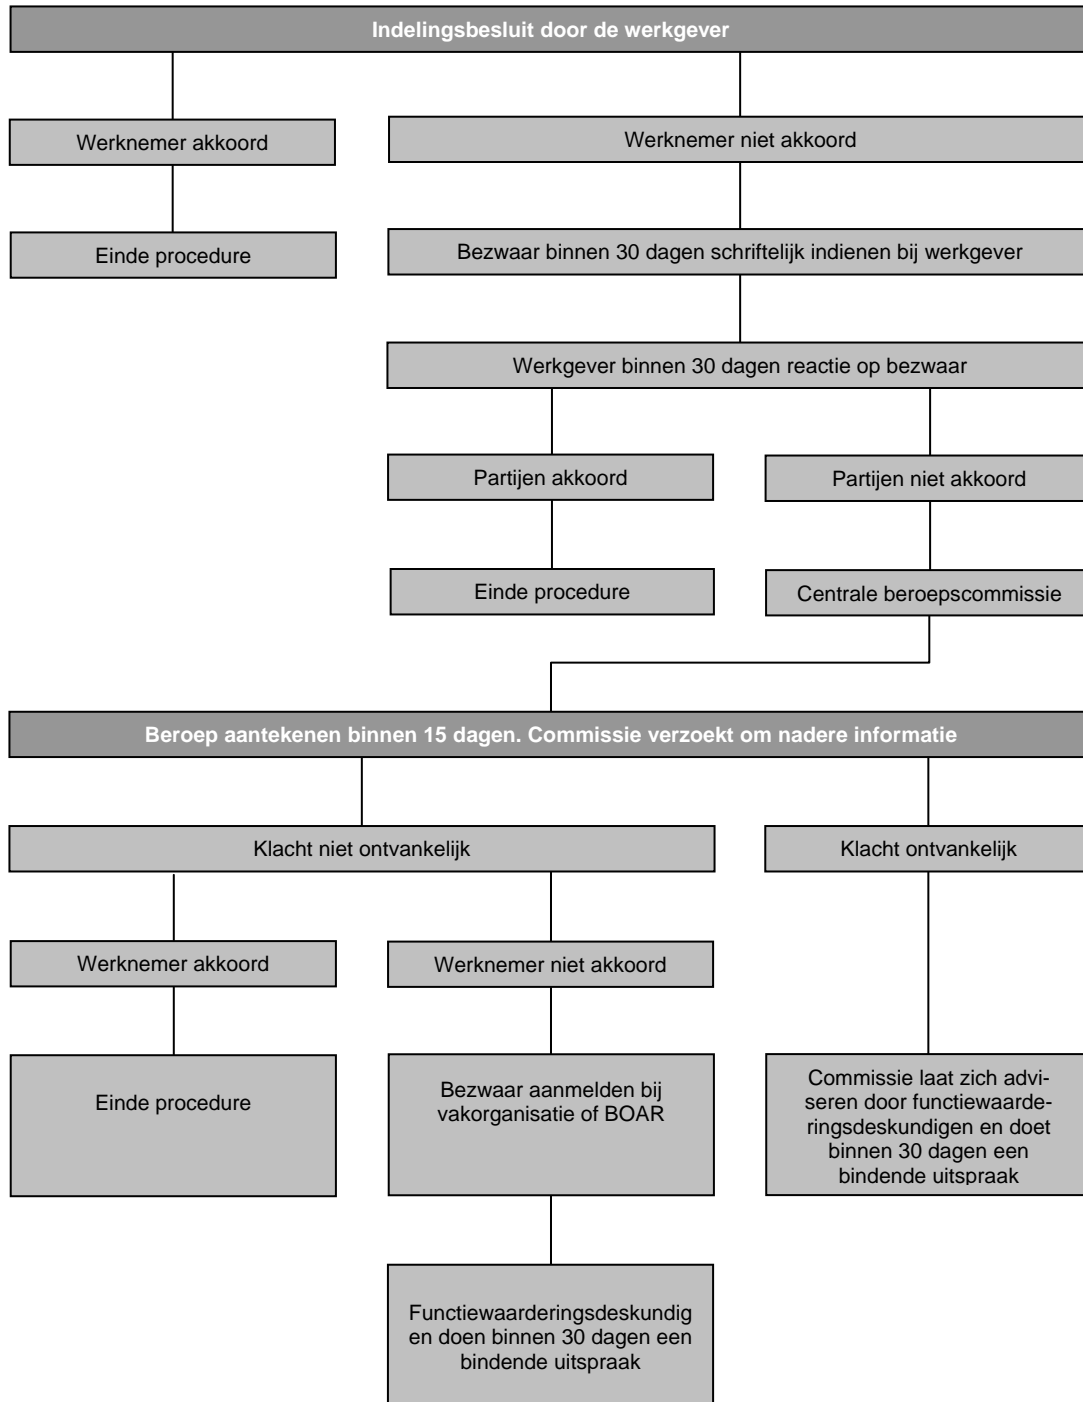 Indelingsbesluit door de werkgever
Werknemer akkoord
Werknemer niet akkoord
Einde procedure
Bezwaar binnen 30 dagen schriftelijk indienen bij werkgever
Werkgever binnen 30 dagen reactie op bezwaar
Partijen akkoord
Partijen niet akkoord
Einde procedure
Centrale beroepscommissie
Beroep aantekenen binnen 15 dagen. Commissie verzoekt om nadere informatie
Klacht niet ontvankelijk
Klacht ontvankelijk
Werknemer akkoord
Werknemer niet akkoord
Einde procedure
Bezwaar aanmelden bij
vakorganisatie of BOAR
Commissie laat zich advi-
seren door functiewaarde-
ringsdeskundigen en doet
binnen 30 dagen een
bindende uitspraak
Functiewaarderingsdeskundig
en doen binnen 30 dagen een
bindende uitspraak